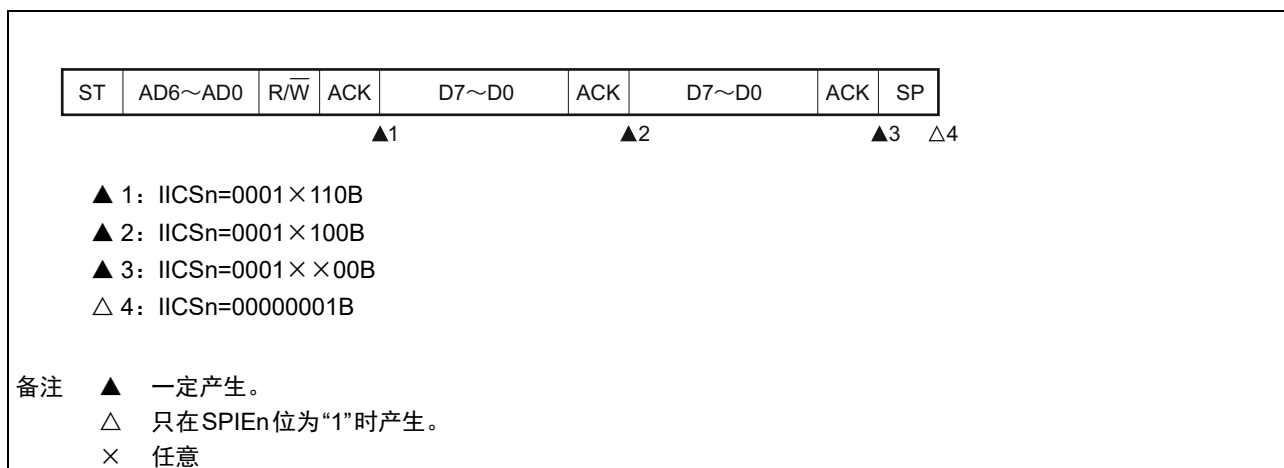 ST AD6～AD0 R/W̅ ACK D7～D0 ACK D7～D0 ACK SP
▲1 ▲2 ▲3 △4
▲ 1：IICSn=0001×110B
▲ 2：IICSn=0001×100B
▲ 3：IICSn=0001××00B
△ 4：IICSn=00000001B
备注 ▲ 一定产生。
△ 只在SPIEn位为“1”时产生。
× 任意